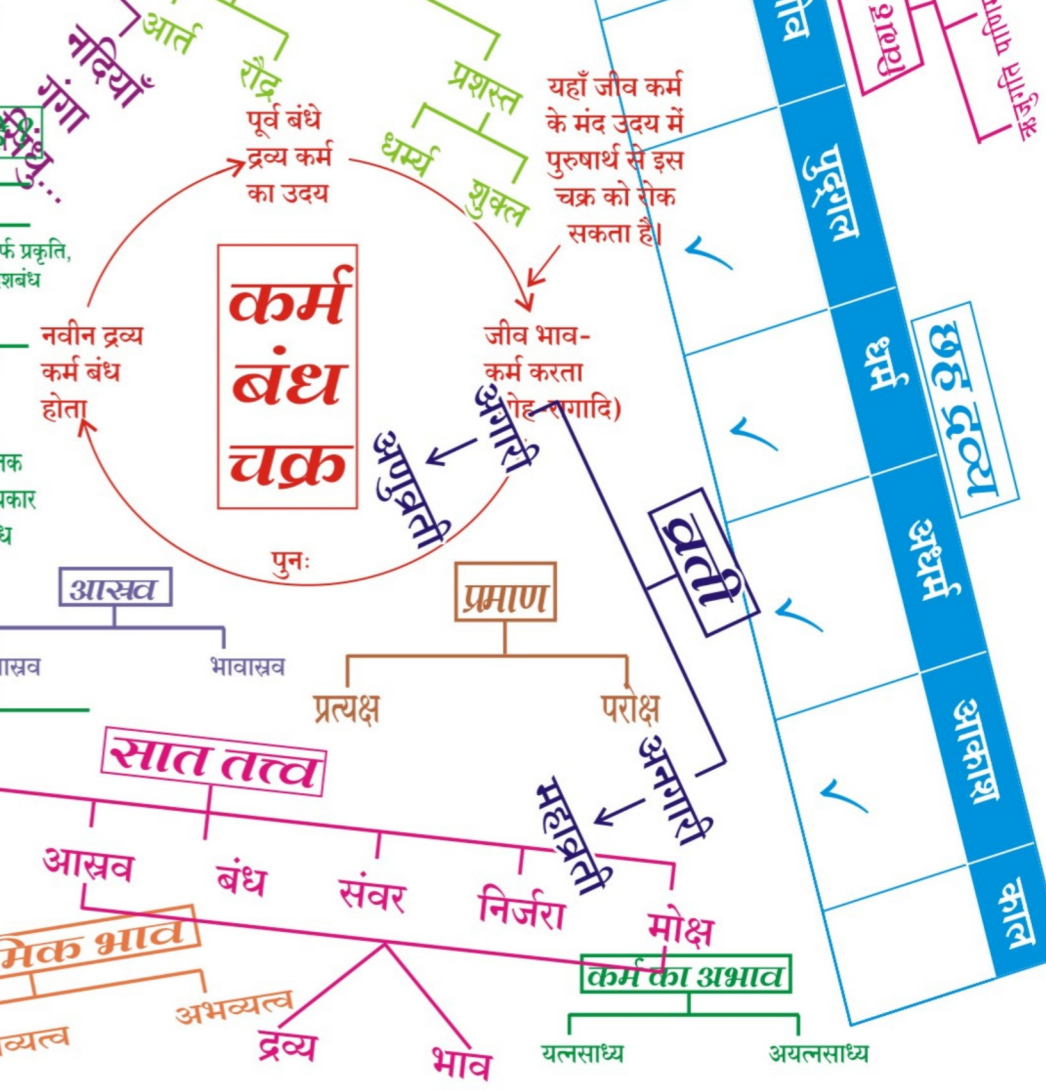 आर्त
रौद्र
नदियाँ
गंगा
प्रशस्त
धर्म्य
शुक्ल
पूर्व बंधे
द्रव्य कर्म
का उदय
यहाँ जीव कर्म
के मंद उदय में
पुरुषार्थ से इस
चक्र को रोक
सकता है।
कर्म
बंध
चक्र
नवीन द्रव्य
कर्म बंध
होता
जीव भाव-
कर्म करता
पुनः
अगारी
अणुव्रती
व्रती
अनगारी
महाव्रती
पुद्गल
धर्म
अधर्म
आकाश
काल
छह द्रव्य
आस्रव
भावास्रव
प्रमाण
प्रत्यक्ष
परोक्ष
सात तत्त्व
आस्रव
बंध
संवर
निर्जरा
मोक्ष
द्रव्य
भाव
भाव
अभव्यत्व
कर्म का अभाव
यत्नसाध्य
अयत्नसाध्य